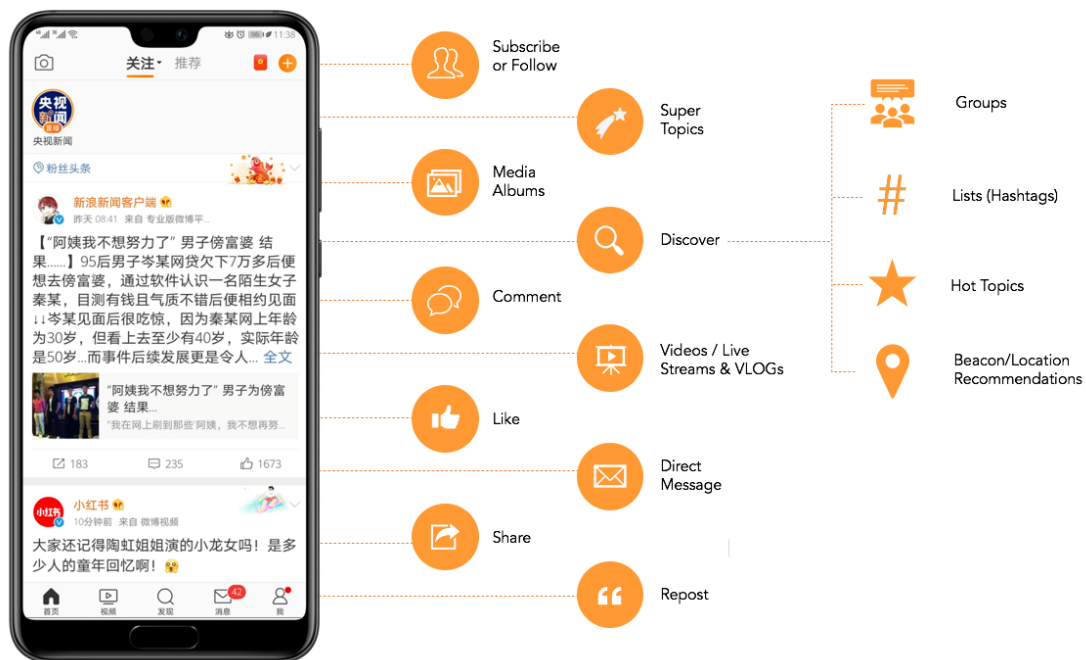 11:38
关注
推荐
央视
新闻
直播
央视新闻
粉丝头条
新浪新闻客户端
昨天 08:41 来自 专业版微博平...
【“阿姨我不想努力了”男子傍富婆 结
果......】95后男子岑某网贷欠下7万多后便
想去傍富婆，通过软件认识一名陌生女子
秦某，目测有钱且气质不错后便相约见面
↓↓岑某见面后很吃惊，因为秦某网上年龄
为30岁，但看上去至少有40岁，实际年龄
是50岁...而事件后续发展更是令人... 全文
“阿姨我不想努力了”男子为傍富
婆 结果...
“我在网上刷到那些‘阿姨，我不想再努...
183
235
1673
小红书
小红书
10分钟前 来自 微博视频
大家还记得陶虹姐姐演的小龙女吗！是多
少人的童年回忆啊！
首页
视频
发现
42
消息
我
Subscribe
or Follow
Super
Topics
Media
Albums
Discover
Comment
Videos / Live
Streams & VLOGs
Like
Direct
Message
Share
Repost
Groups
#
Lists (Hashtags)
Hot Topics
Beacon/Location
Recommendations